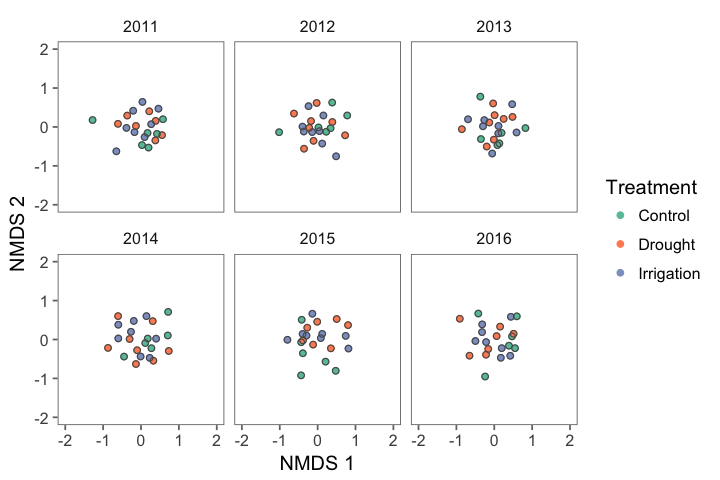 2011 2012 2013
2
1
0
-1
-2
2014 2015 2016
2
1
0
-1
-2
-2 -1 0 1 2 -2 -1 0 1 2 -2 -1 0 1 2
NMDS 1
NMDS 2
Treatment
Control
Drought
Irrigation